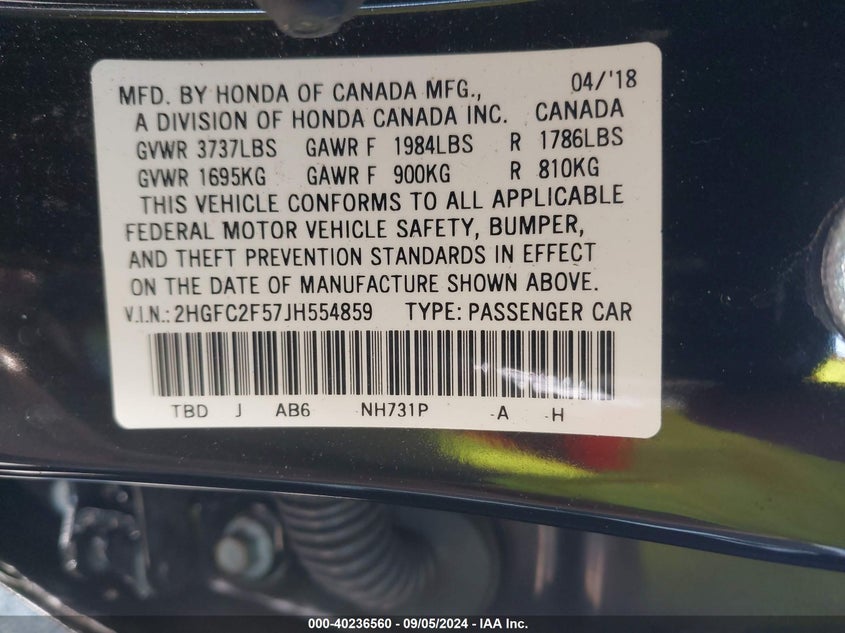 MFD. BY HONDA OF CANADA MFG., 04/'18
A DIVISION OF HONDA CANADA INC. CANADA
GVWR 3737LBS GAWR F 1984LBS R 1786LBS
GVWR 1695KG GAWR F 900KG R 810KG
THIS VEHICLE CONFORMS TO ALL APPLICABLE
FEDERAL MOTOR VEHICLE SAFETY, BUMPER,
AND THEFT PREVENTION STANDARDS IN EFFECT
ON THE DATE OF MANUFACTURE SHOWN ABOVE.
V.I.N.: 2HGFC2F57JH554859 TYPE: PASSENGER CAR
TBD J AB6 NH731P -A -H
000-40236560 - 09/05/2024 - IAA Inc.